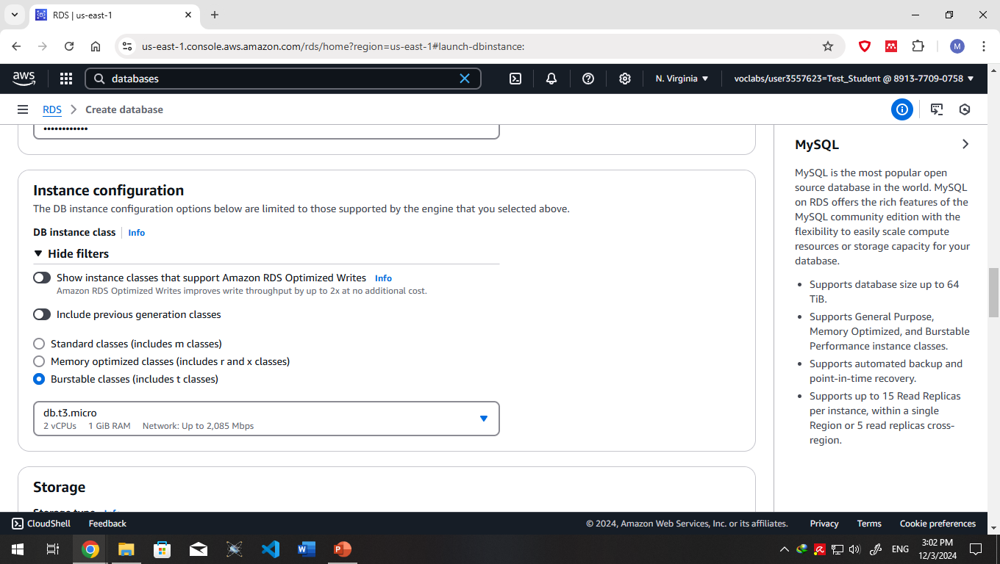 RDS | us-east-1
us-east-1.console.aws.amazon.com/rds/home?region=us-east-1#launch-dbinstance:
M
aws
databases
N. Virginia
voclabs/user3557623=Test_Student @ 8913-7709-0758
RDS
Create database
••••••••••••
Instance configuration
The DB instance configuration options below are limited to those supported by the engine that you selected above.
DB instance class
Info
Hide filters
Show instance classes that support Amazon RDS Optimized Writes
Info
Amazon RDS Optimized Writes improves write throughput by up to 2x at no additional cost.
Include previous generation classes
Standard classes (includes m classes)
Memory optimized classes (includes r and x classes)
Burstable classes (includes t classes)
db.t3.micro
2 vCPUs 1 GiB RAM Network: Up to 2,085 Mbps
Storage
Storage type
Info
MySQL
MySQL is the most popular open
source database in the world. MySQL
on RDS offers the rich features of the
MySQL community edition with the
flexibility to easily scale compute
resources or storage capacity for your
database.
• Supports database size up to 64
TiB.
• Supports General Purpose,
Memory Optimized, and Burstable
Performance instance classes.
• Supports automated backup and
point-in-time recovery.
• Supports up to 15 Read Replicas
per instance, within a single
Region or 5 read replicas cross-
region.
CloudShell
Feedback
© 2024, Amazon Web Services, Inc. or its affiliates.
Privacy
Terms
Cookie preferences
ENG
3:02 PM
12/3/2024